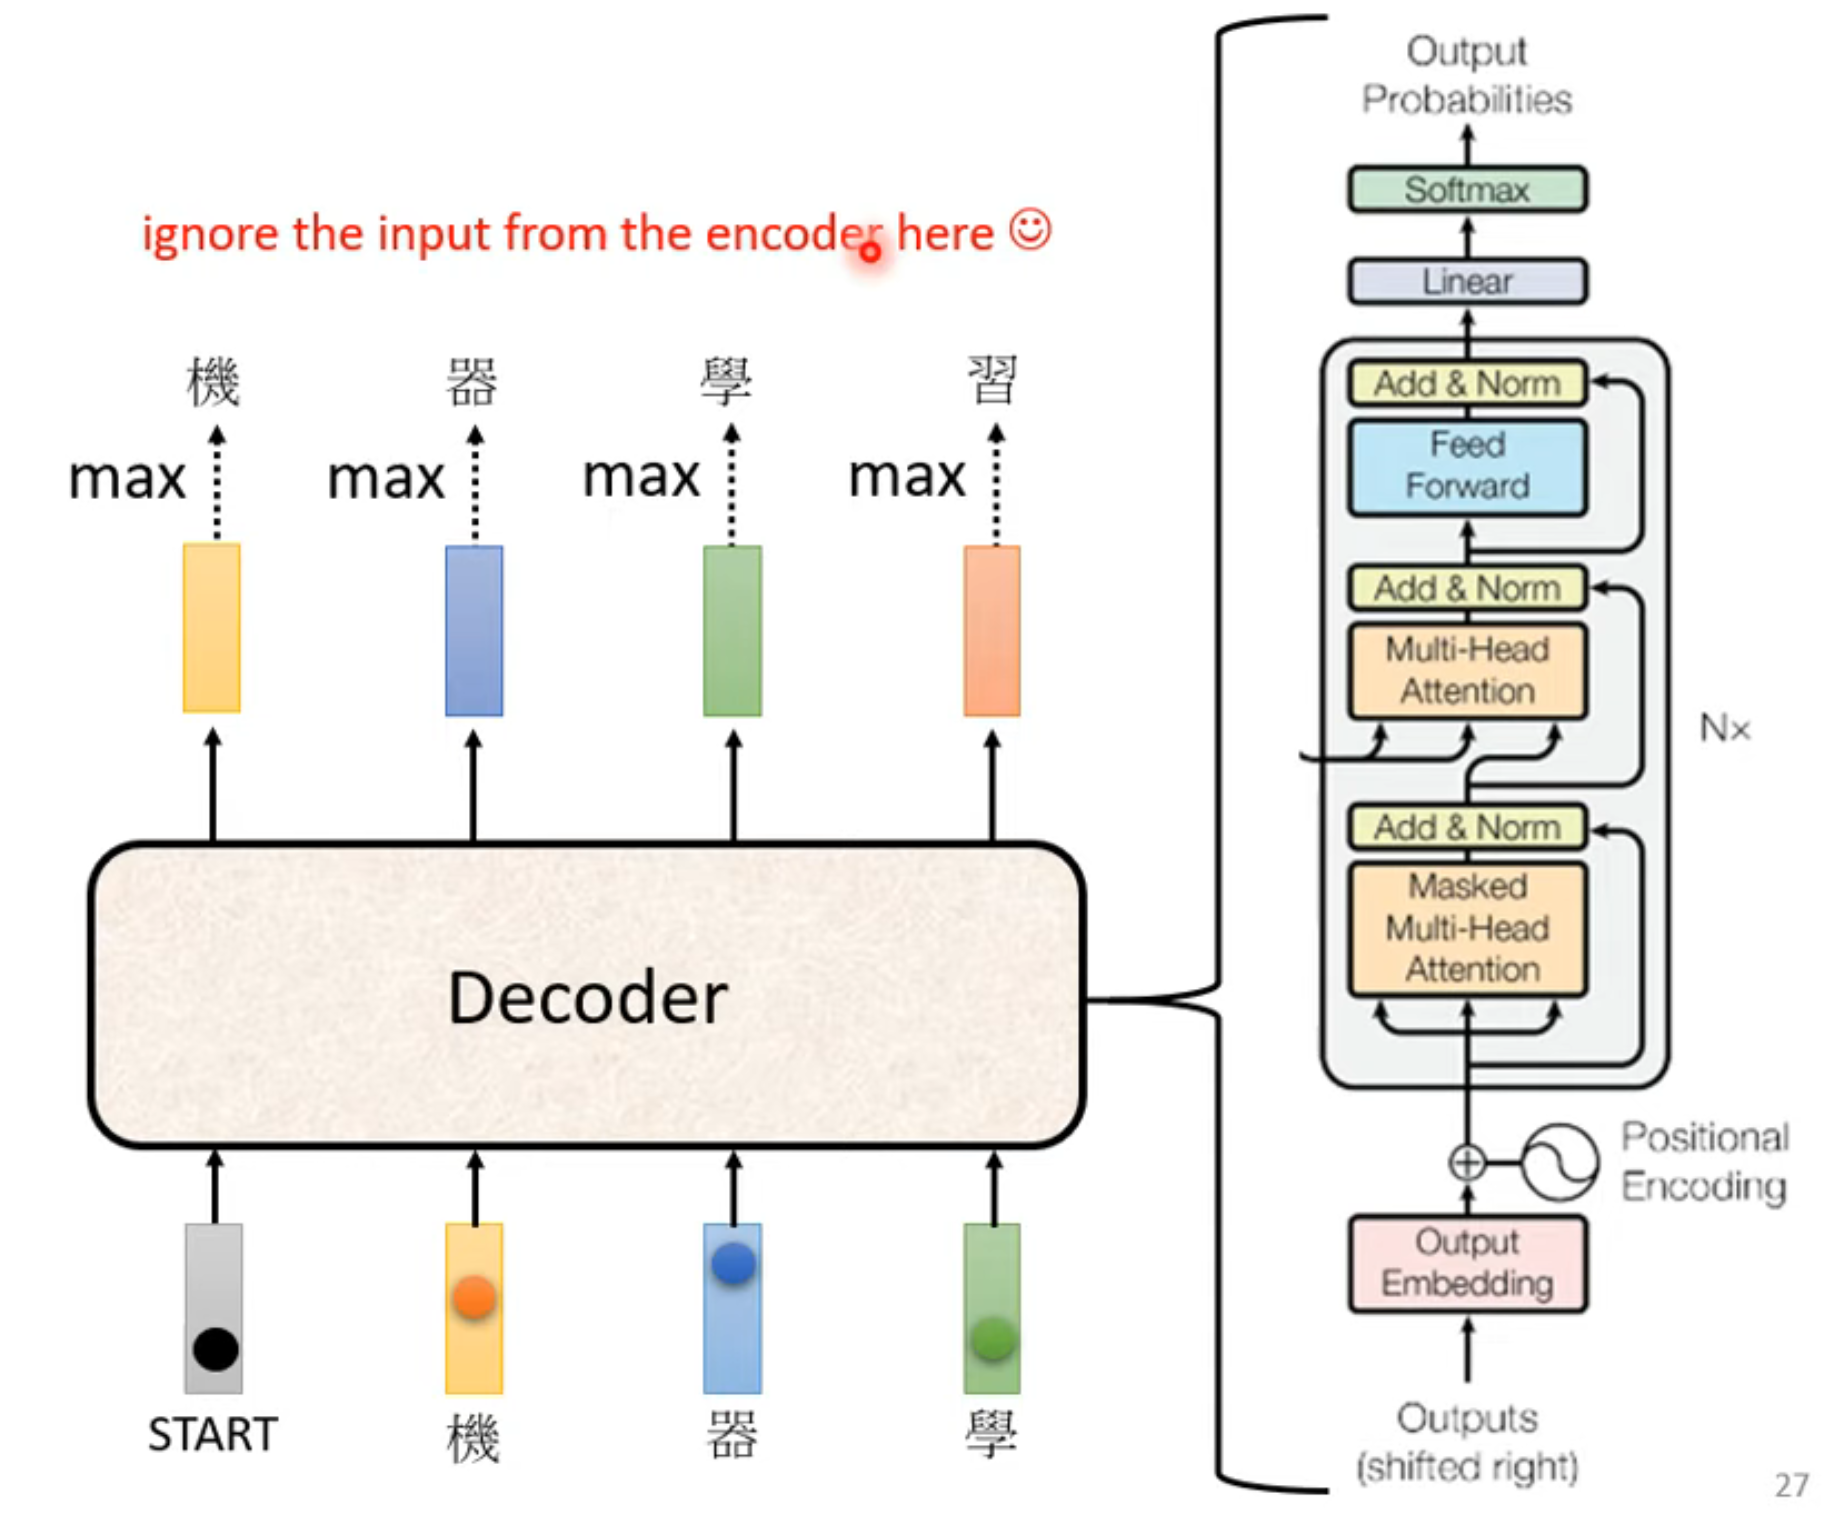 ignore the input from the encoder here ☺
機 器 學 習
max max max max
Decoder
START 機 器 學
Output
Probabilities
Softmax
Linear
Add & Norm
Feed
Forward
Add & Norm
Multi-Head
Attention
Nx
Add & Norm
Masked
Multi-Head
Attention
Positional
Encoding
Output
Embedding
Outputs
(shifted right)
27